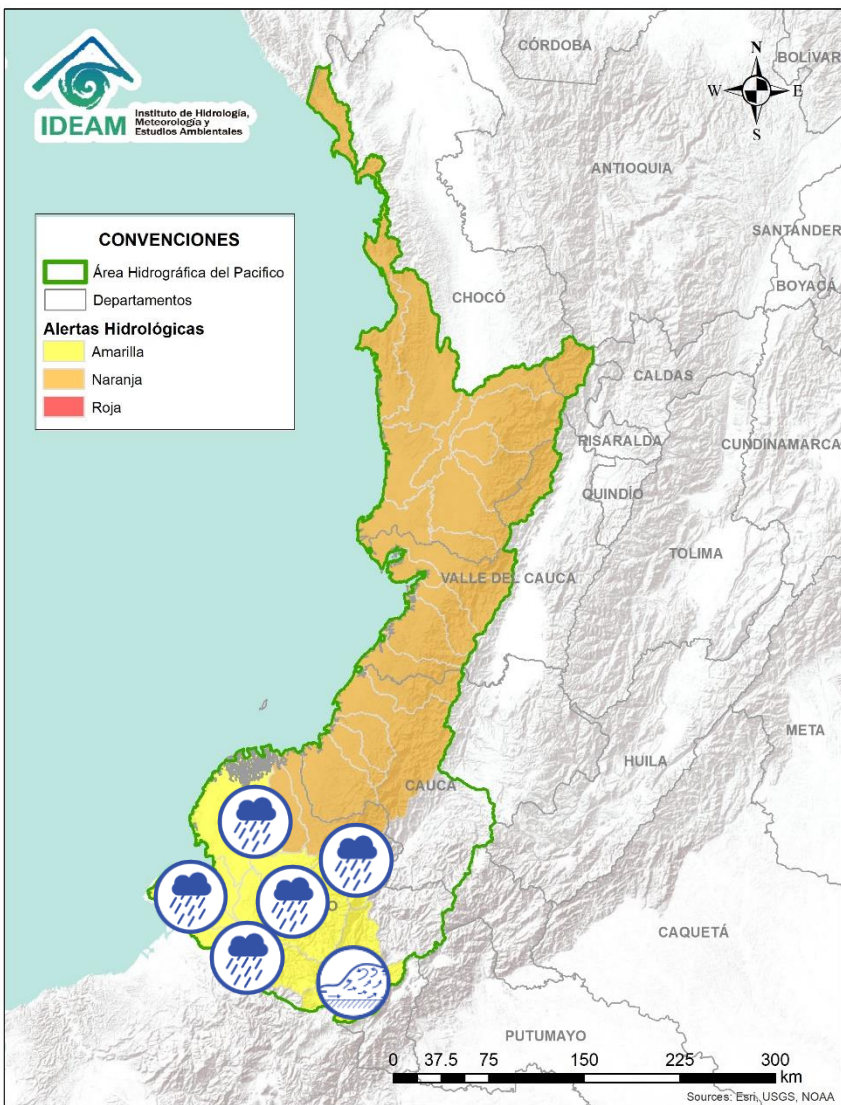 IDEAM
Instituto de Hidrología,
Meteorología y
Estudios Ambientales
CÓRDOBA
BOLÍVAR
N
W
E
S
ANTIOQUIA
SANTANDER
BOYACÁ
CONVENCIONES
Área Hidrográfica del Pacifico
Departamentos
Alertas Hidrológicas
Amarilla
Naranja
Roja
CHOCÓ
CALDAS
RISARALDA
CUNDINAMARCA
QUINDÍO
TOLIMA
VALLE DEL CAUCA
META
HUILA
CAUCA
CAQUETÁ
PUTUMAYO
0 37.5 75 150 225 300
km
Sources: Esri, USGS, NOAA